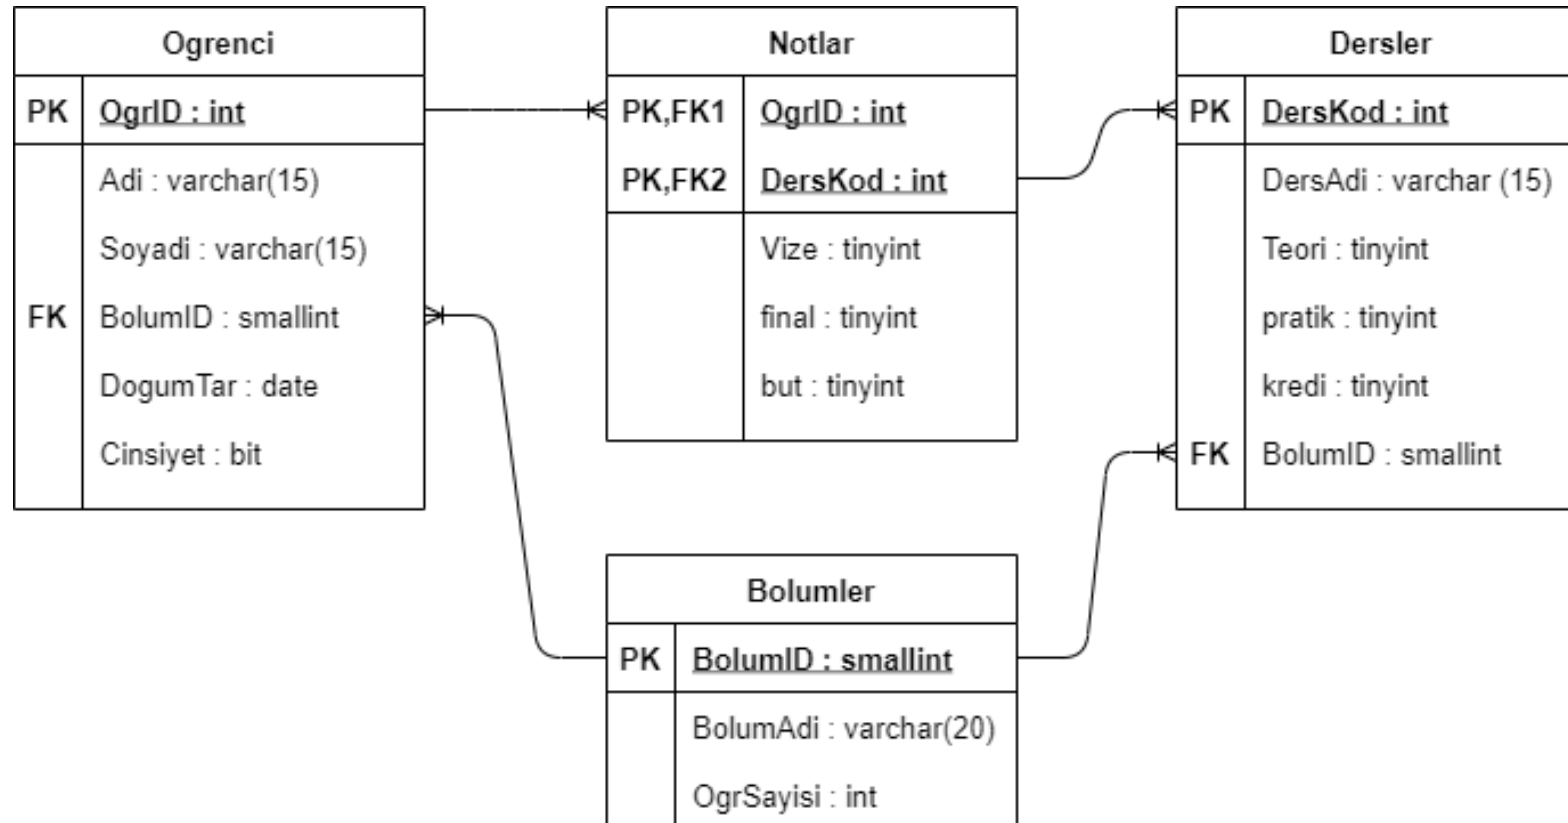 Ogrenci
PK OgrID : int
Adi : varchar(15)
Soyadi : varchar(15)
FK BolumID : smallint
DogumTar : date
Cinsiyet : bit
Notlar
PK,FK1 OgrID : int
PK,FK2 DersKod : int
Vize : tinyint
final : tinyint
but : tinyint
Dersler
PK DersKod : int
DersAdi : varchar (15)
Teori : tinyint
pratik : tinyint
kredi : tinyint
FK BolumID : smallint
Bolumler
PK BolumID : smallint
BolumAdi : varchar(20)
OgrSayisi : int